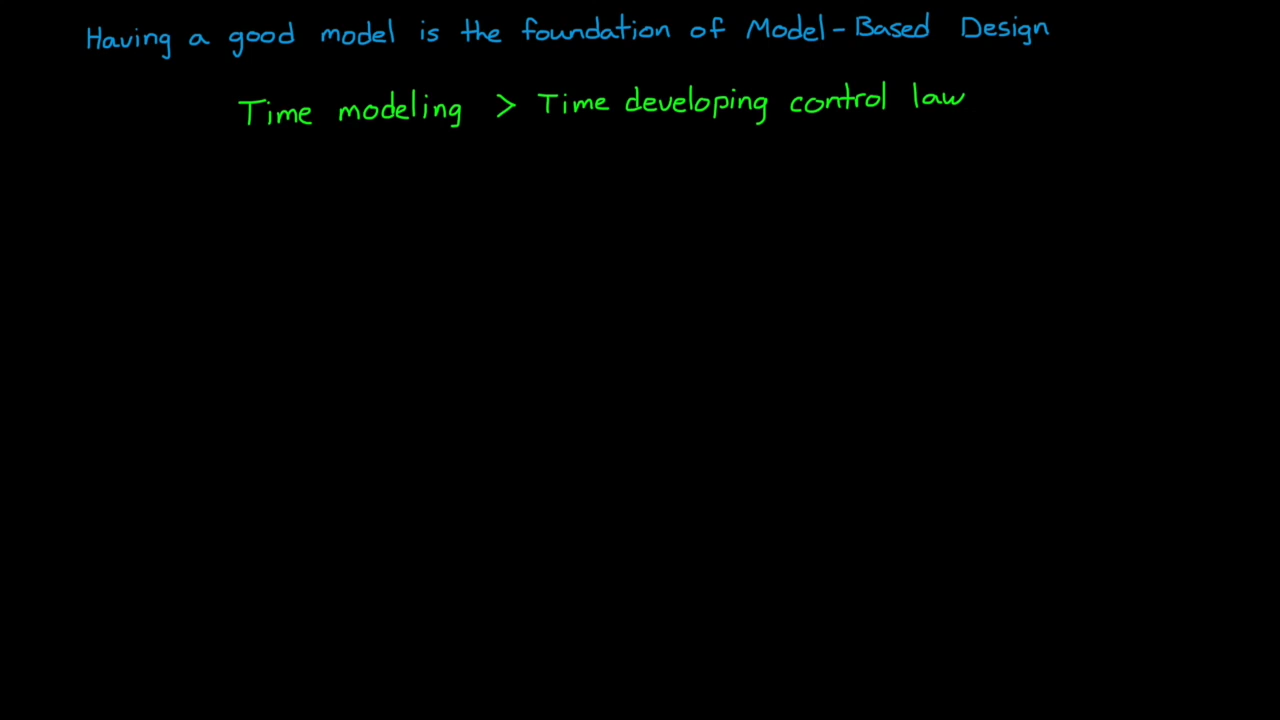 Having a good model is the foundation of Model-Based Design
Time modeling > Time developing control law